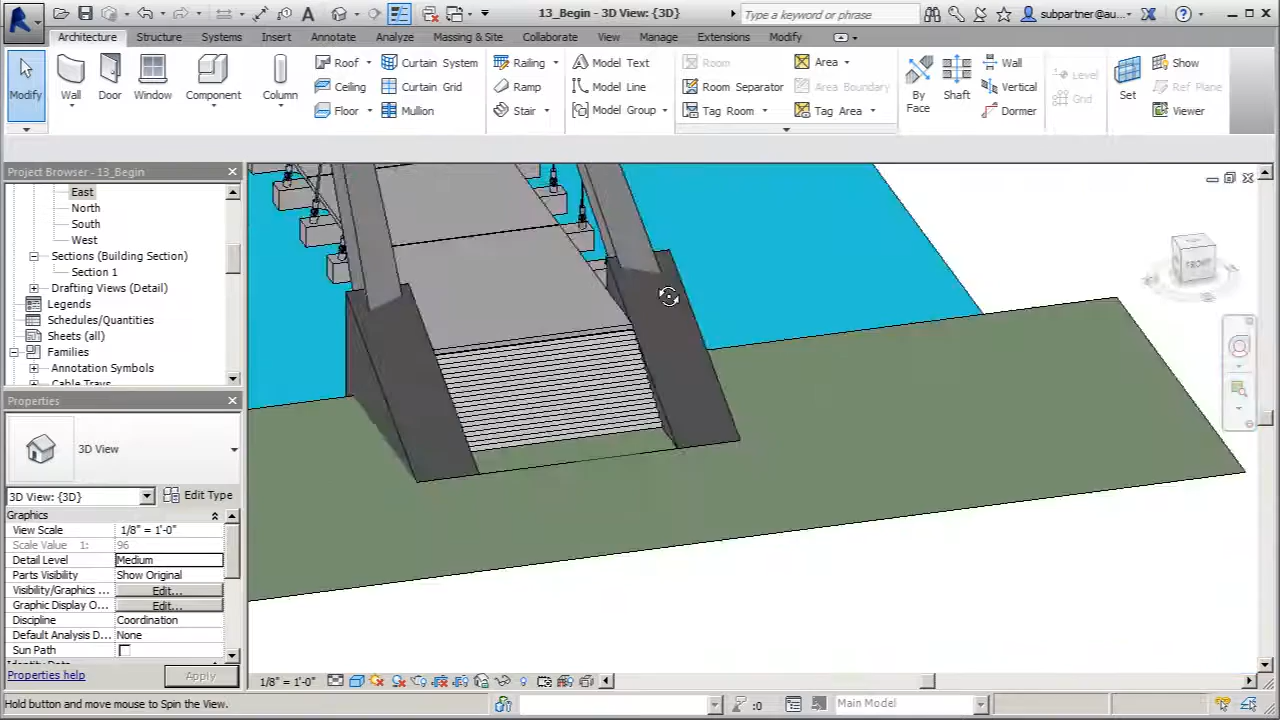 13_Begin - 3D View: {3D}
Type a keyword or phrase
subpartner@au...
Architecture Structure Systems Insert Annotate Analyze Massing & Site Collaborate View Manage Extensions Modify
Modify
Wall
Door
Window
Component
Column
Roof
Ceiling
Floor
Curtain System
Curtain Grid
Mullion
Railing
Ramp
Stair
Model Text
Model Line
Model Group
Room
Room Separator
Tag Room
Area
Area Boundary
Tag Area
By Face
Shaft
Wall
Vertical
Dormer
Level
Grid
Set
Show
Ref Plane
Viewer
Project Browser - 13_Begin
East
North
South
West
Sections (Building Section)
Section 1
Drafting Views (Detail)
Legends
Schedules/Quantities
Sheets (all)
Families
Annotation Symbols
Cable Trays
FRONT
Properties
3D View
3D View: {3D}
Edit Type
Graphics
View Scale 1/8" = 1'-0"
Scale Value 1: 96
Detail Level Medium
Parts Visibility Show Original
Visibility/Graphics ... Edit...
Graphic Display O... Edit...
Discipline Coordination
Default Analysis D... None
Sun Path
Identity Data
Properties help
Apply
1/8" = 1'-0"
Hold button and move mouse to Spin the View.
:0
Main Model